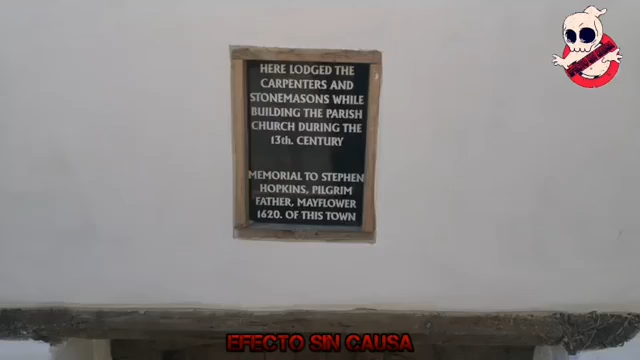 HERE LODGED THE
CARPENTERS AND
STONEMASONS WHILE
BUILDING THE PARISH
CHURCH DURING THE
13th. CENTURY
MEMORIAL TO STEPHEN
HOPKINS, PILGRIM
FATHER, MAYFLOWER
1620. OF THIS TOWN
EFECTO SIN CAUSA